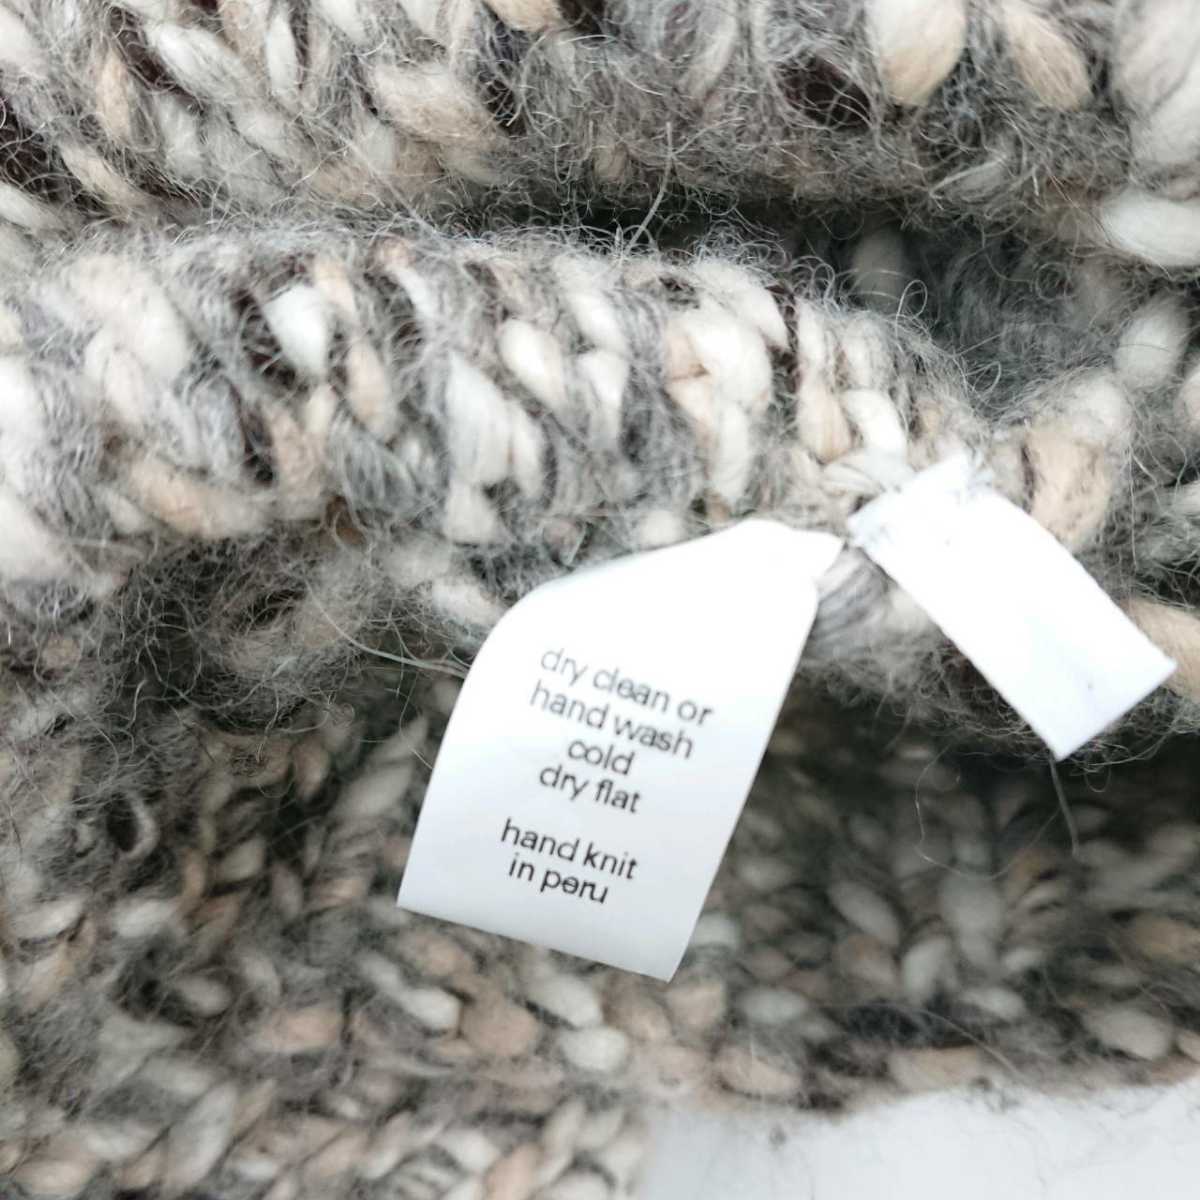 dry clean or
hand wash
cold
dry flat
hand knit
in peru